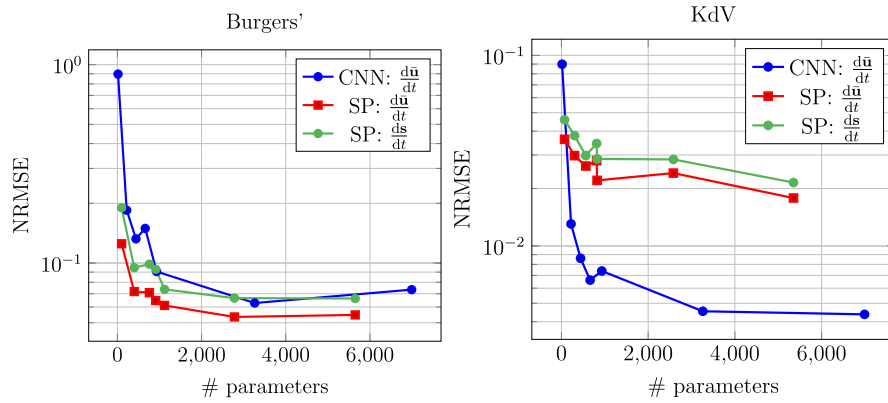 Burgers'
10⁰
10⁻¹
NRMSE
0
2,000
4,000
6,000
# parameters
CNN: dū/dt
SP: dū/dt
SP: ds/dt
KdV
10⁻¹
10⁻²
NRMSE
0
2,000
4,000
6,000
# parameters
CNN: dū/dt
SP: dū/dt
SP: ds/dt